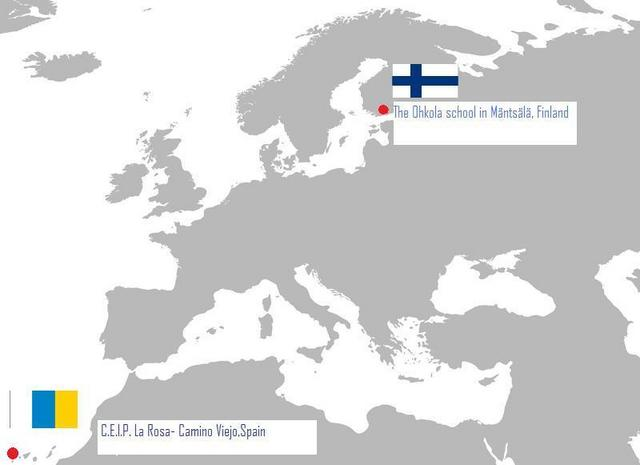 The Ohkola school in Mäntsälä, Finland
C.E.I.P. La Rosa- Camino Viejo,Spain